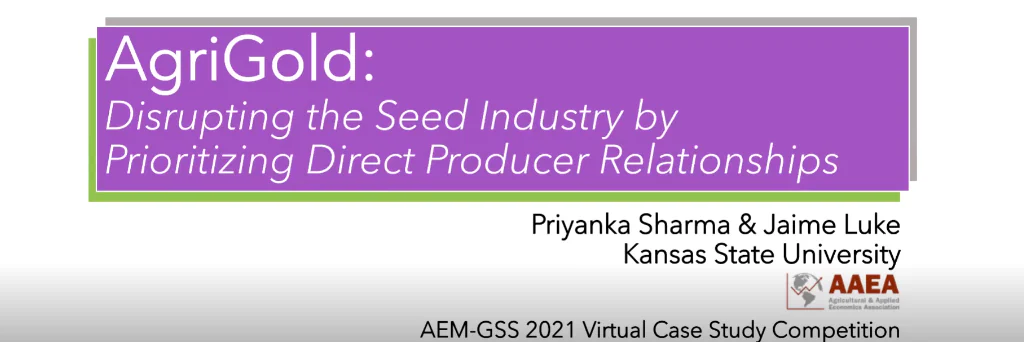 AgriGold:
Disrupting the Seed Industry by
Prioritizing Direct Producer Relationships
Priyanka Sharma & Jaime Luke
Kansas State University
AAEA
Agricultural & Applied
Economics Association
AEM-GSS 2021 Virtual Case Study Competition